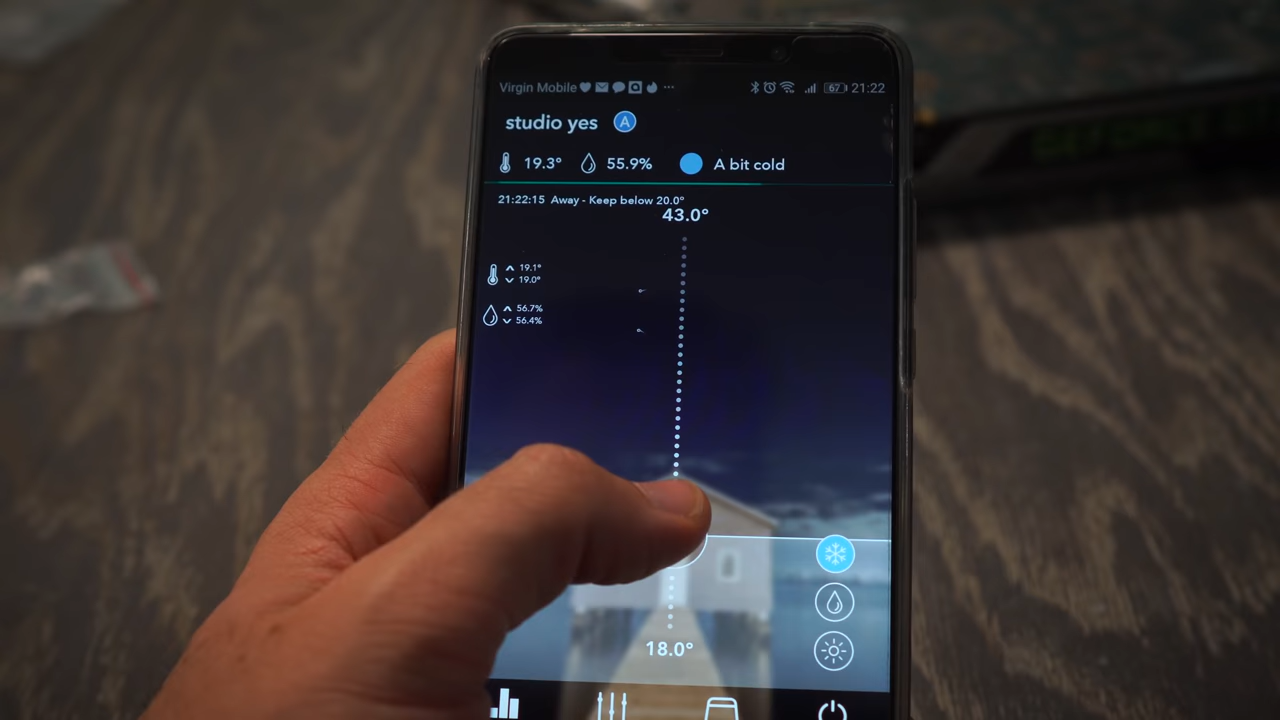 Virgin Mobile 67 21:22
studio yes A
19.3° 55.9% A bit cold
21:22:15 Away - Keep below 20.0°
43.0°
19.1°
19.0°
56.7%
56.4%
18.0°